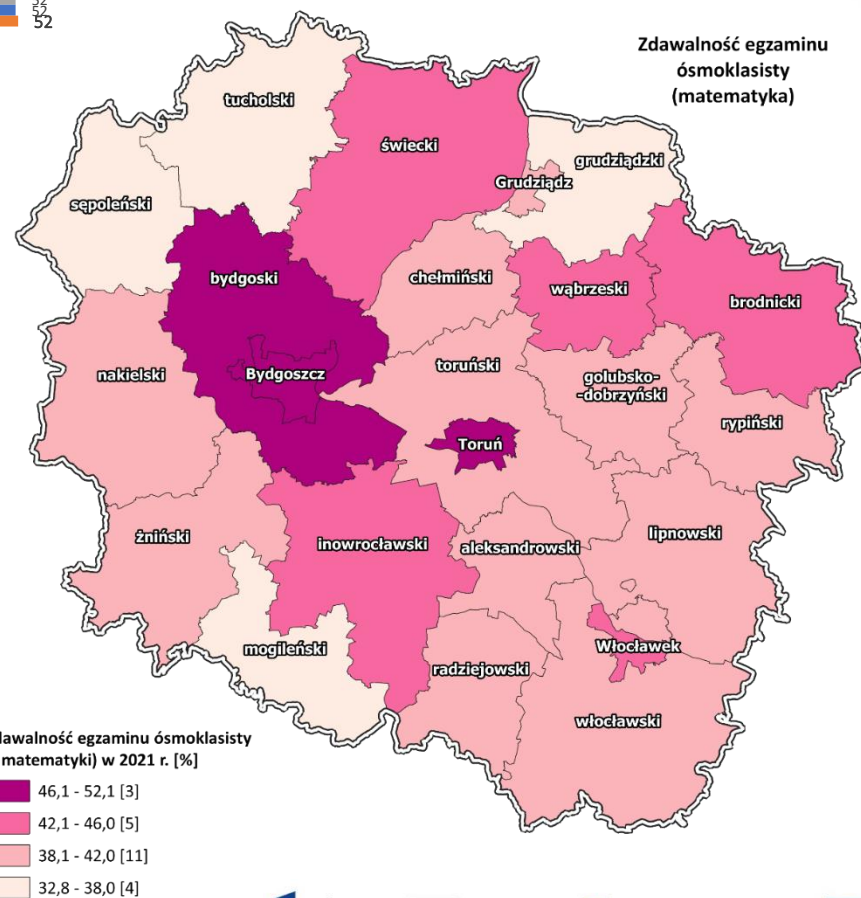 52
52
52
Zdawalność egzaminu
ósmoklasisty
(matematyka)
tucholski
świecki
grudziądzki
Grudziądz
sępoleński
bydgoski
chełmiński
wąbrzeski
brodnicki
nakielski
Bydgoszcz
toruński
golubsko-
-dobrzyński
rypiński
Toruń
żniński
inowrocławski
aleksandrowski
lipnowski
mogileński
Włocławek
radziejowski
włocławski
dawalność egzaminu ósmoklasisty
matematyki) w 2021 r. [%]
46,1 - 52,1 [3]
42,1 - 46,0 [5]
38,1 - 42,0 [11]
32,8 - 38,0 [4]